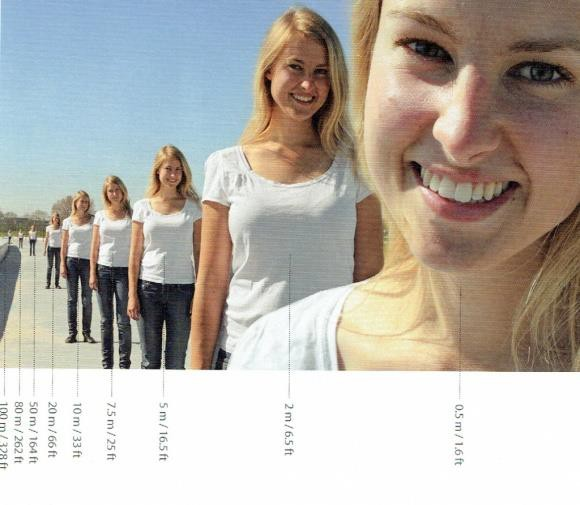 100 m / 328 ft
80 m / 262 ft
50 m / 164 ft
20 m / 66 ft
10 m / 33 ft
7.5 m / 25 ft
5 m / 16.5 ft
2 m / 6.5 ft
0.5 m / 1.6 ft